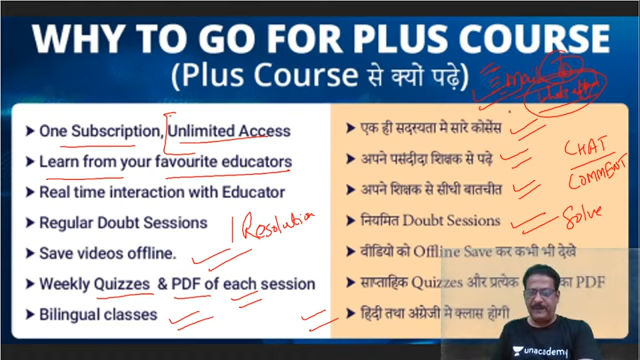 WHY TO GO FOR PLUS COURSE
(Plus Course से क्यों पढ़े)
Email
➤ One Subscription, Unlimited Access
➤ Learn from your favourite educators
➤ Real time interaction with Educator
➤ Regular Doubt Sessions
➤ Save videos offline.
➤ Weekly Quizzes & PDF of each session
➤ Bilingual classes
Resolution
➤ एक ही सदस्यता मे सारे कोर्सेस
➤ अपने पसंदीदा शिक्षक से पढ़े
➤ अपने शिक्षक से सीधी बातचीत
➤ नियमित Doubt Sessions
➤ वीडियो को Offline Save कर कभी भी देखे
➤ साप्ताहिक Quizzes और प्रत्येक का PDF
➤ हिंदी तथा अंग्रेजी मे क्लास होगी
CHAT
COMMENT
Solve
unacademy